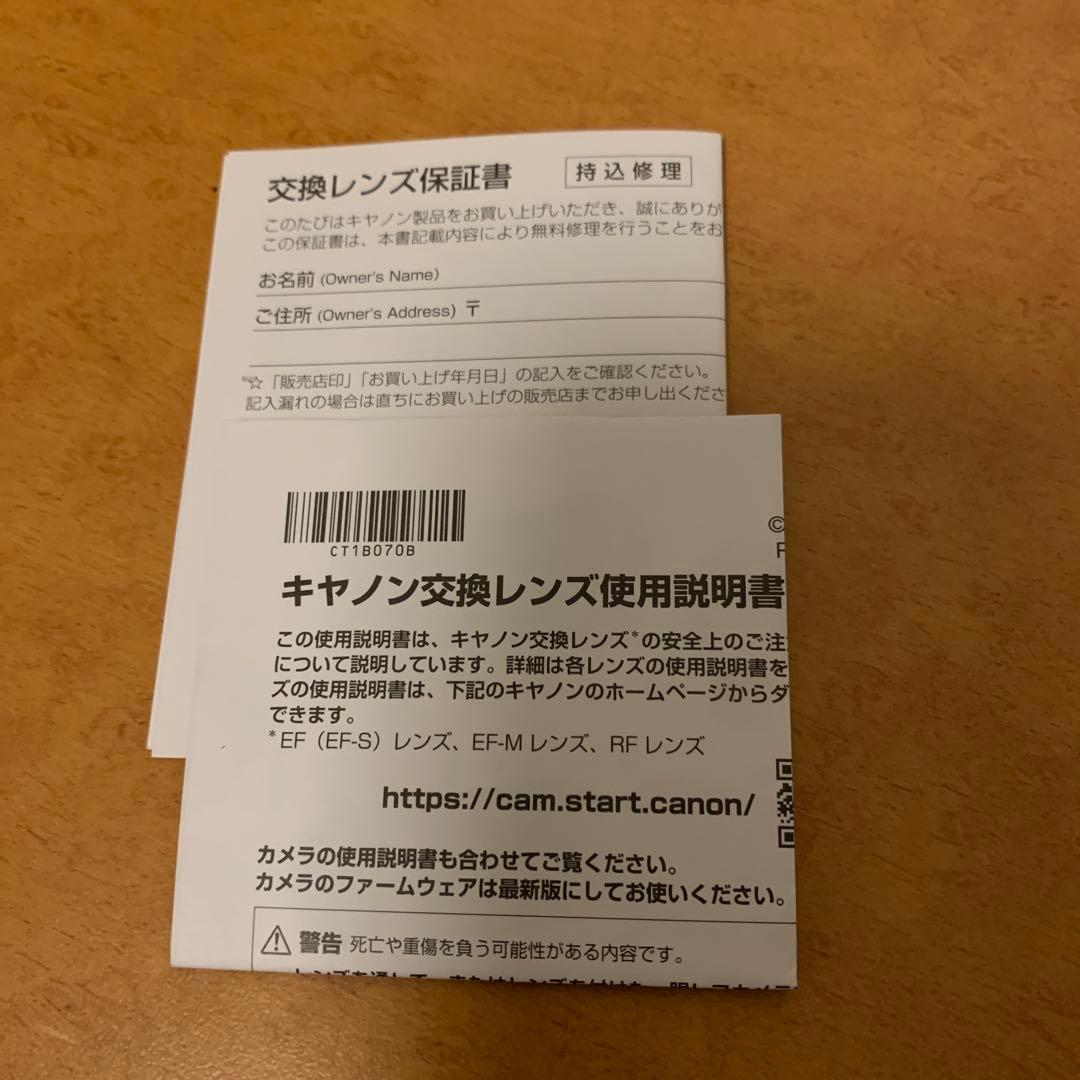 交換レンズ保証書 持込修理
このたびはキヤノン製品をお買い上げいただき、誠にありが
この保証書は、本書記載内容により無料修理を行うことをお
お名前 (Owner's Name)
ご住所 (Owner's Address) 〒
☆「販売店印」「お買い上げ年月日」の記入をご確認ください。
記入漏れの場合は直ちにお買い上げの販売店までお申し出くださ
CT1B070B
©
キヤノン交換レンズ使用説明書
この使用説明書は、キヤノン交換レンズ*の安全上のご注
について説明しています。詳細は各レンズの使用説明書を
ズの使用説明書は、下記のキヤノンのホームページからダ
できます。
*EF（EF-S）レンズ、EF-M レンズ、RF レンズ
https://cam.start.canon/
カメラの使用説明書も合わせてご覧ください。
カメラのファームウェアは最新版にしてお使いください。
警告 死亡や重傷を負う可能性がある内容です。